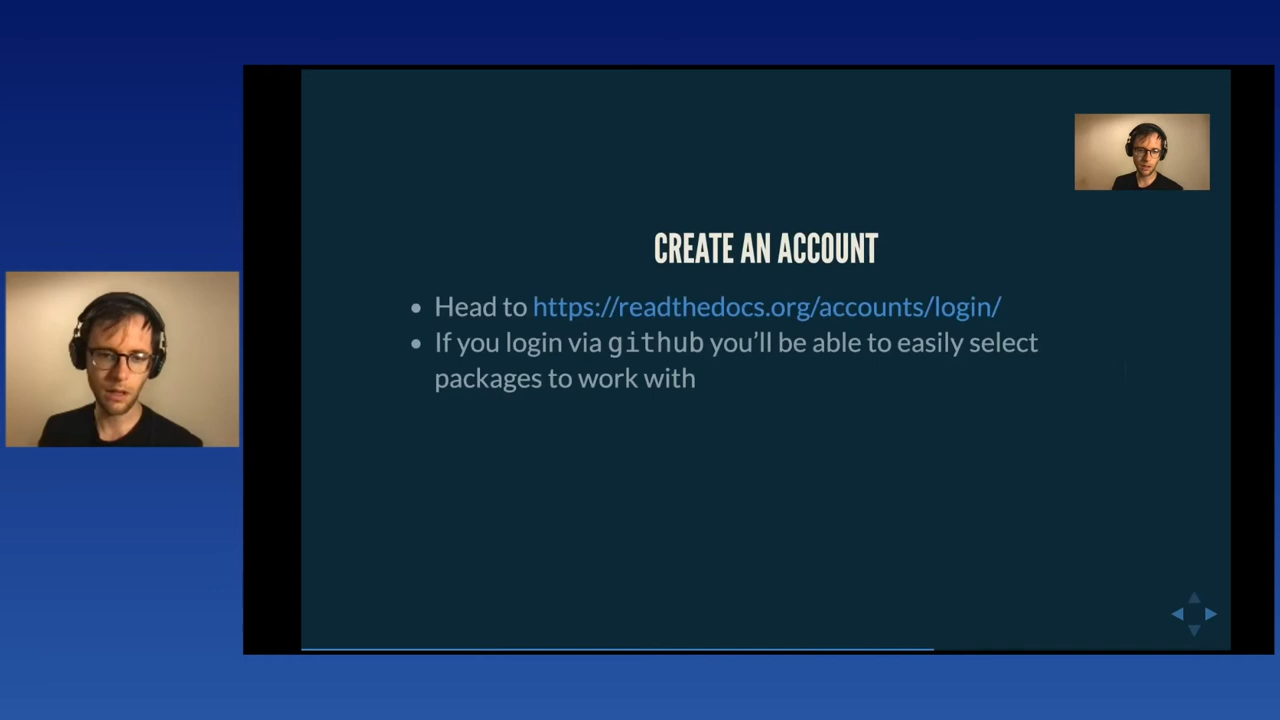 CREATE AN ACCOUNT
• Head to https://readthedocs.org/accounts/login/
• If you login via github you’ll be able to easily select
packages to work with